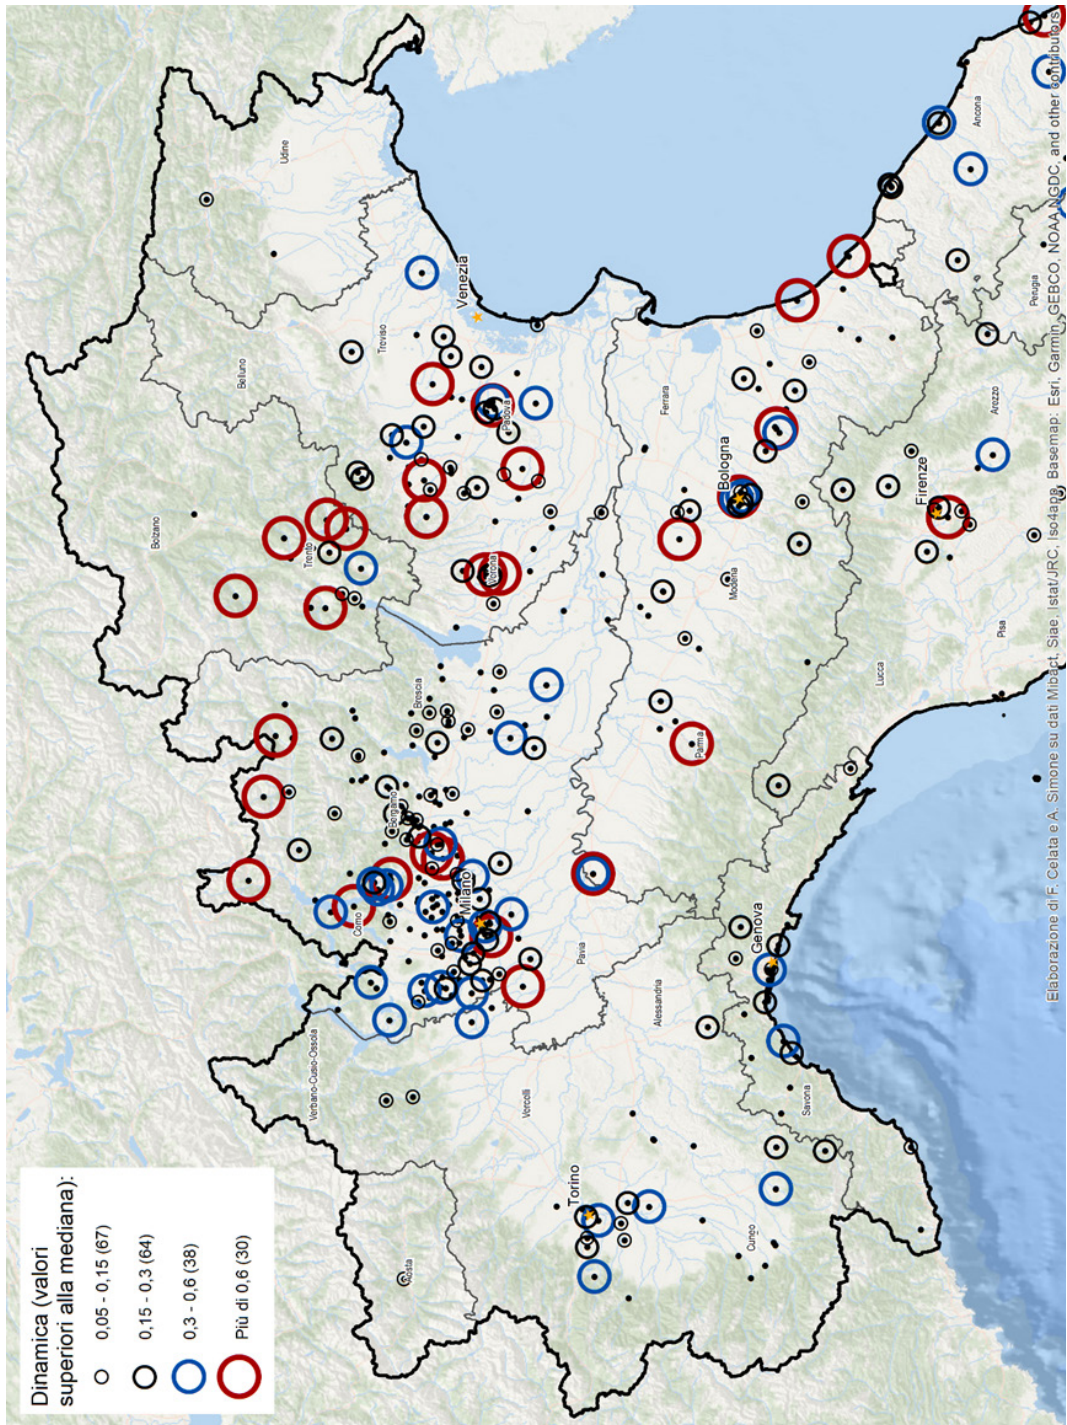 Dinamica (valori
superiori alla mediana):
0,05 - 0,15 (67)
0,15 - 0,3 (64)
0,3 - 0,6 (38)
Più di 0,6 (30)
Bolzano
Belluno
Udine
Trento
Treviso
Venezia
Verbano-Cusio-Ossola
Como
Bergamo
Brescia
Verona
Padova
Aosta
Milano
Vercelli
Pavia
Torino
Alessandria
Parma
Modena
Bologna
Ferrara
Cuneo
Savona
Genova
Lucca
Pisa
Firenze
Arezzo
Perugia
Ancona
Elaborazione di F. Celata e A. Simone su dati Mibact, Siae, Istat/JRC, Iso4app, Basemap: Esri, Garmin, GEBCO, NOAA NGDC, and other contributors